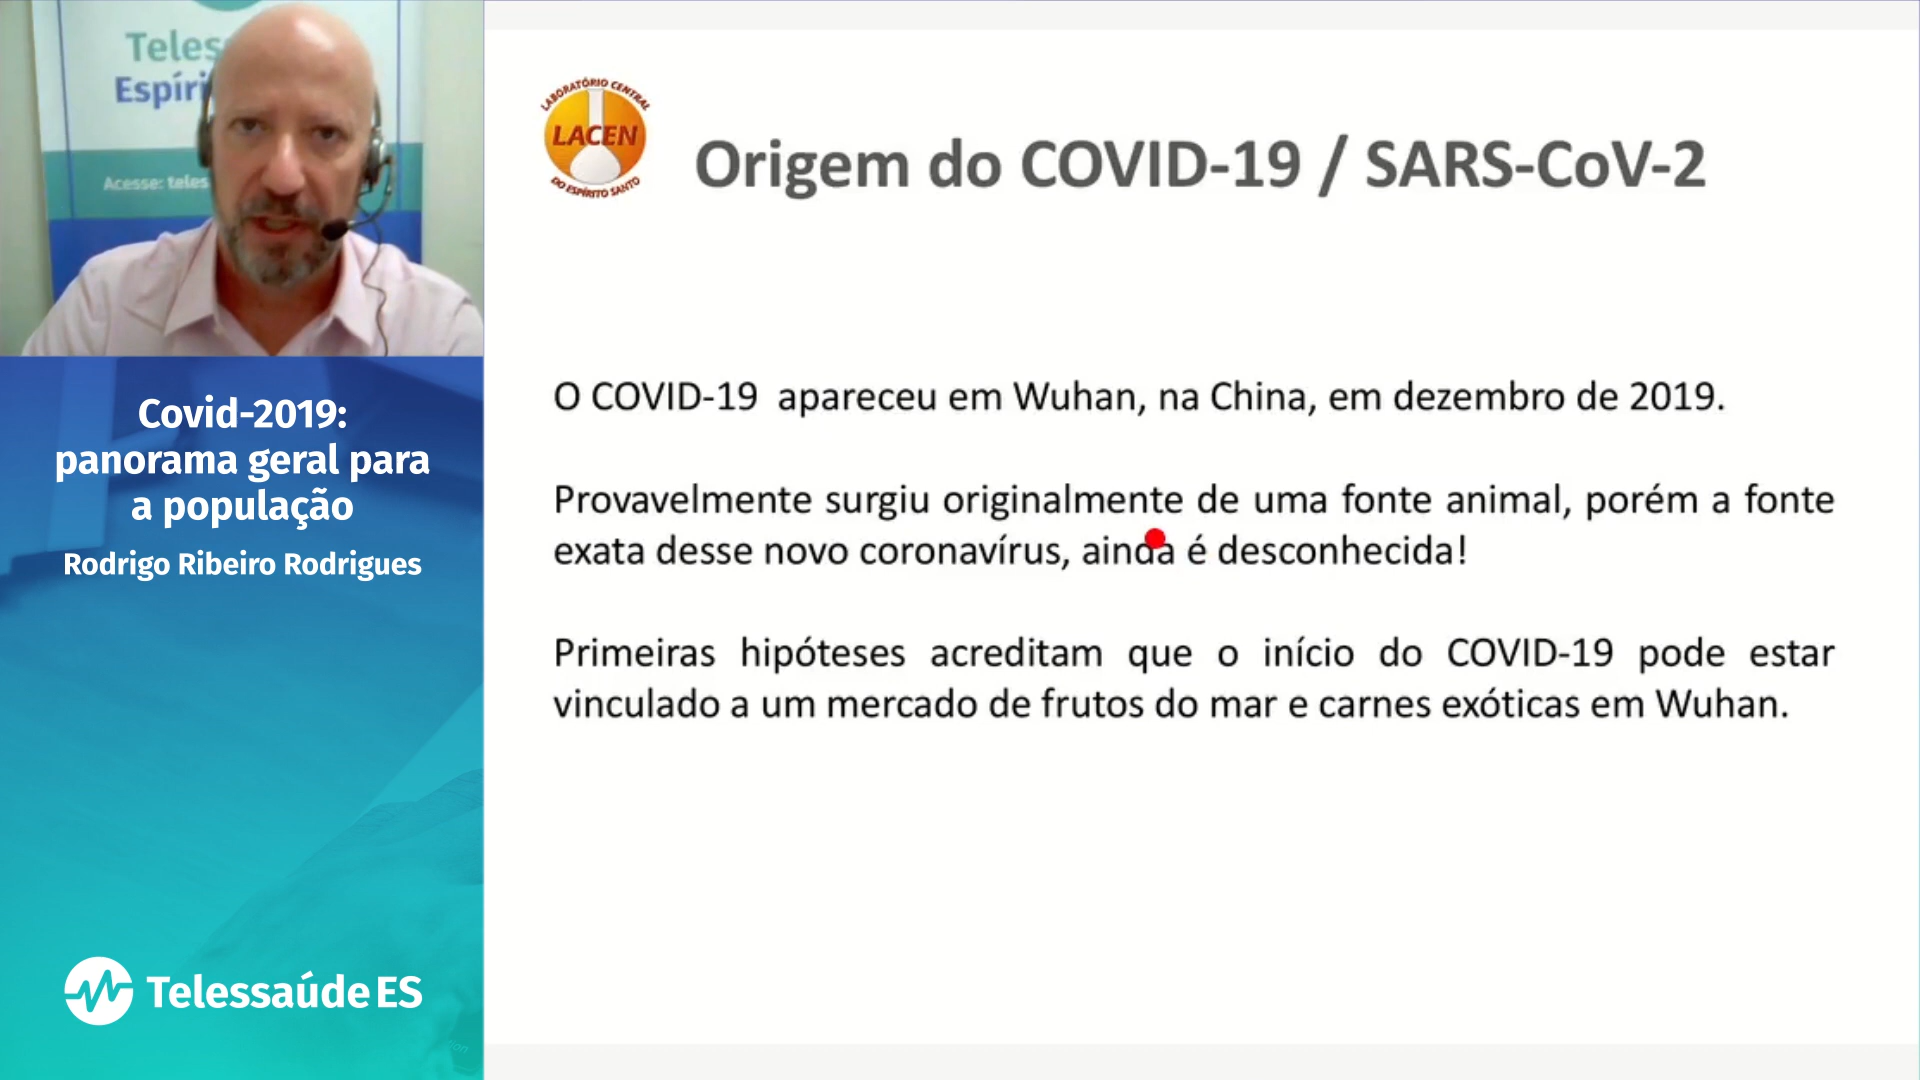 Teles
Espíri
Acesse: teles
Covid-2019:
panorama geral para
a população
Rodrigo Ribeiro Rodrigues
TelessaúdeES
LABORATÓRIO CENTRAL
LACEN
DO ESPÍRITO SANTO
Origem do COVID-19 / SARS-CoV-2
O COVID-19 apareceu em Wuhan, na China, em dezembro de 2019.
Provavelmente surgiu originalmente de uma fonte animal, porém a fonte
exata desse novo coronavírus, ainda é desconhecida!
Primeiras hipóteses acreditam que o início do COVID-19 pode estar
vinculado a um mercado de frutos do mar e carnes exóticas em Wuhan.